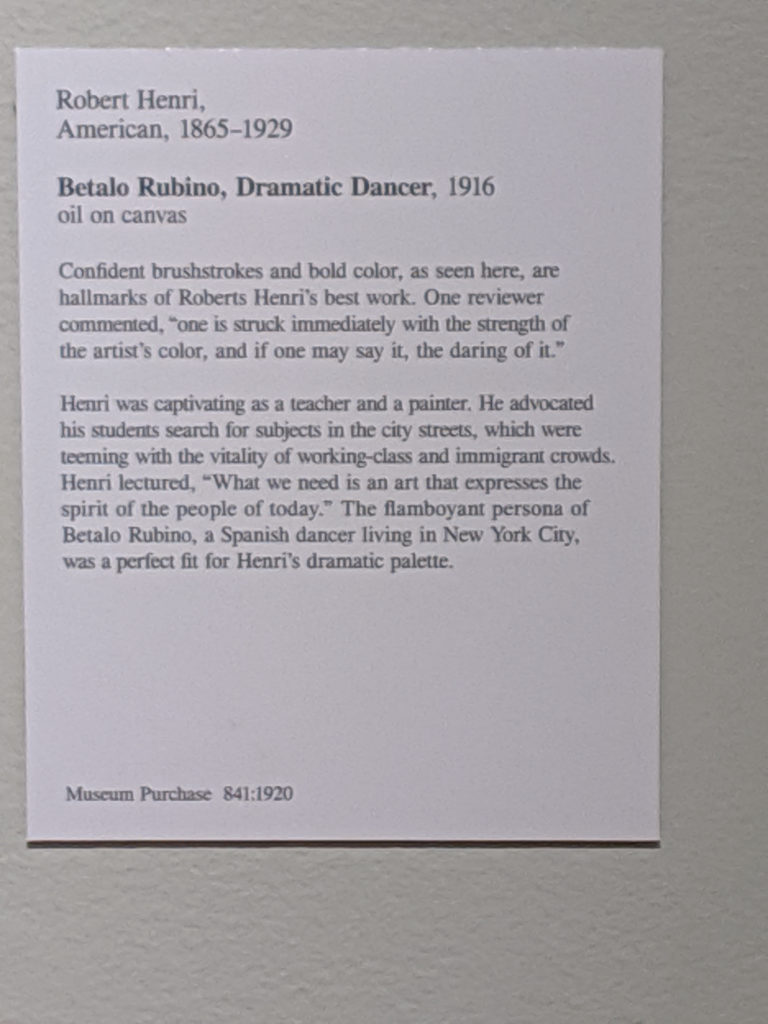 Robert Henri,
American, 1865–1929
Betalo Rubino, Dramatic Dancer, 1916
oil on canvas
Confident brushstrokes and bold color, as seen here, are
hallmarks of Roberts Henri's best work. One reviewer
commented, “one is struck immediately with the strength of
the artist's color, and if one may say it, the daring of it.”
Henri was captivating as a teacher and a painter. He advocated
his students search for subjects in the city streets, which were
teeming with the vitality of working-class and immigrant crowds.
Henri lectured, “What we need is an art that expresses the
spirit of the people of today.” The flamboyant persona of
Betalo Rubino, a Spanish dancer living in New York City,
was a perfect fit for Henri's dramatic palette.
Museum Purchase 841:1920